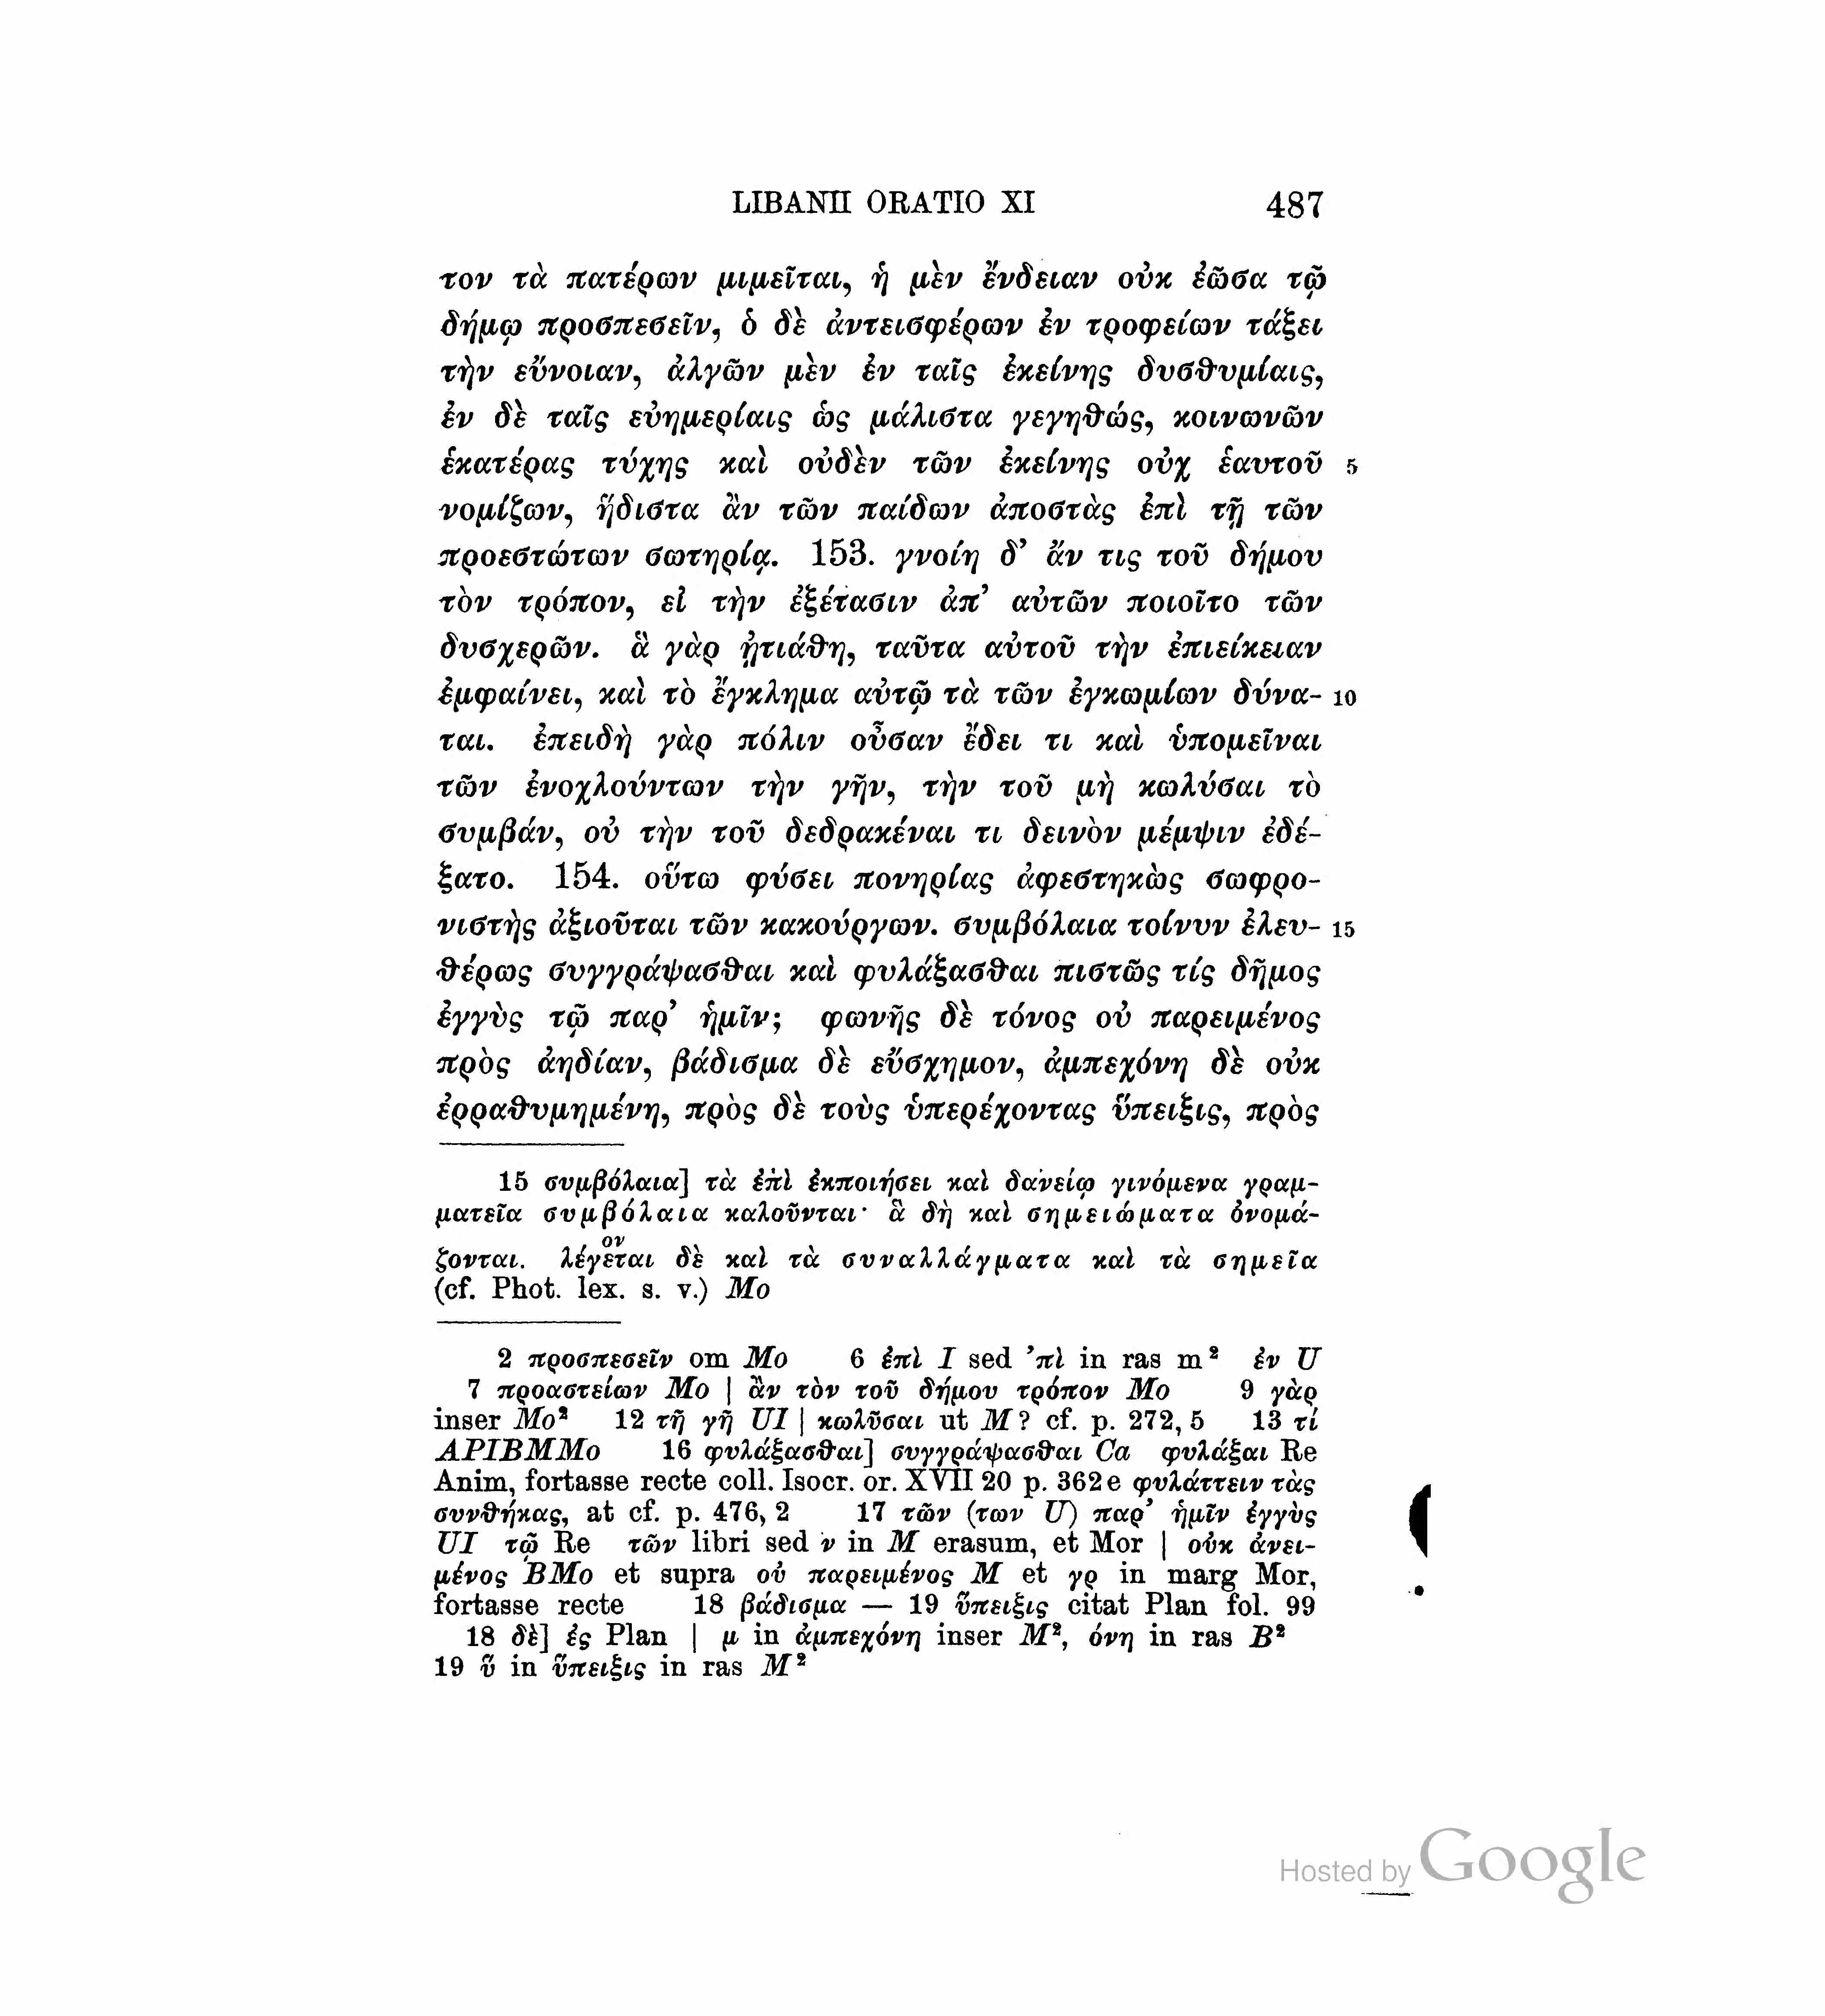 LIBANII ORATIO XI 487
τον τὰ πατέρων μιμεῖται, ἡ μὲν ἔνδειαν οὐκ ἐῶσα τῷ
δήμῳ προσπεσεῖν, ὁ δὲ ἀντεισφέρων ἐν τροφείων τάξει
τὴν εὔνοιαν, ἀλγῶν μὲν ἐν ταῖς ἐκείνης δυσθυμίαις,
ἐν δὲ ταῖς εὐημερίαις ὡς μάλιστα γεγηθώς, κοινωνῶν
ἑκατέρας τύχης καὶ οὐδὲν τῶν ἐκείνης οὐχ ἑαυτοῦ 5
νομίζων, ἥδιστα ἂν τῶν παίδων ἀποστὰς ἐπὶ τῇ τῶν
προεστώτων σωτηρίᾳ. 153. γνοίη δ' ἄν τις τοῦ δήμου
τὸν τρόπον, εἰ τὴν ἐξέτασιν ἀπ' αὐτῶν ποιοῖτο τῶν
δυσχερῶν. ἃ γὰρ ᾐτιάθη, ταῦτα αὐτοῦ τὴν ἐπιείκειαν
ἐμφαίνει, καὶ τὸ ἔγκλημα αὐτῷ τὰ τῶν ἐγκωμίων δύνα- 10
ται. ἐπειδὴ γὰρ πόλιν οὖσαν ἔδει τι καὶ ὑπομεῖναι
τῶν ἐνοχλούντων τὴν γῆν, τὴν τοῦ μὴ κωλύσαι τὸ
συμβάν, οὐ τὴν τοῦ δεδρακέναι τι δεινὸν μέμψιν ἐδέ-
ξατο. 154. οὕτω φύσει πονηρίας ἀφεστηκὼς σωφρο-
νιστὴς ἀξιοῦται τῶν κακούργων. συμβόλαια τοίνυν ἐλευ- 15
θέρως συγγράψασθαι καὶ φυλάξασθαι πιστῶς τίς δῆμος
ἐγγὺς τῷ παρ' ἡμῖν; φωνῆς δὲ τόνος οὐ παρειμένος
πρὸς ἀηδίαν, βάδισμα δὲ εὔσχημον, ἀμπεχόνη δὲ οὐκ
ἐρραθυμημένη, πρὸς δὲ τοὺς ὑπερέχοντας ὕπειξις, πρὸς
15 συμβόλαια] τὰ ἐπὶ ἐκποιήσει καὶ δανείῳ γινόμενα γραμ-
ματεῖα συμβόλαια καλοῦνται· ἃ δὴ καὶ σημειώματα ὀνομά-
ον
ζονται. λέγεται δὲ καὶ τὰ συναλλάγματα καὶ τὰ σημεῖα
(cf. Phot. lex. s. v.) Mo
2 προσπεσεῖν om Mo 6 ἐπὶ I sed 'πὶ in ras m² ἐν U
7 προαστείων Mo | ἂν τὸν τοῦ δήμου τρόπον Mo 9 γὰρ
inser Mo² 12 τῇ γῇ UI | κωλῦσαι ut M? cf. p. 272, 5 13 τί
APIBMMo 16 φυλάξασθαι] συγγράψασθαι Ca φυλάξαι Re
Anim, fortasse recte coll. Isocr. or. XVII 20 p. 362 e φυλάττειν τὰς
συνθήκας, at cf. p. 476, 2 17 τῶν (των U) παρ' ἡμῖν ἐγγὺς
UI τῷ Re τῶν libri sed ν in M erasum, et Mor | οὐκ ἀνει-
μένος BMo et supra οὐ παρειμένος M et γρ in marg Mor,
fortasse recte 18 βάδισμα — 19 ὕπειξις citat Plan fol. 99
18 δὲ] ἐς Plan | μ in ἀμπεχόνη inser M², όνη in ras B²
19 ὕ in ὕπειξις in ras M²
Hosted by Google